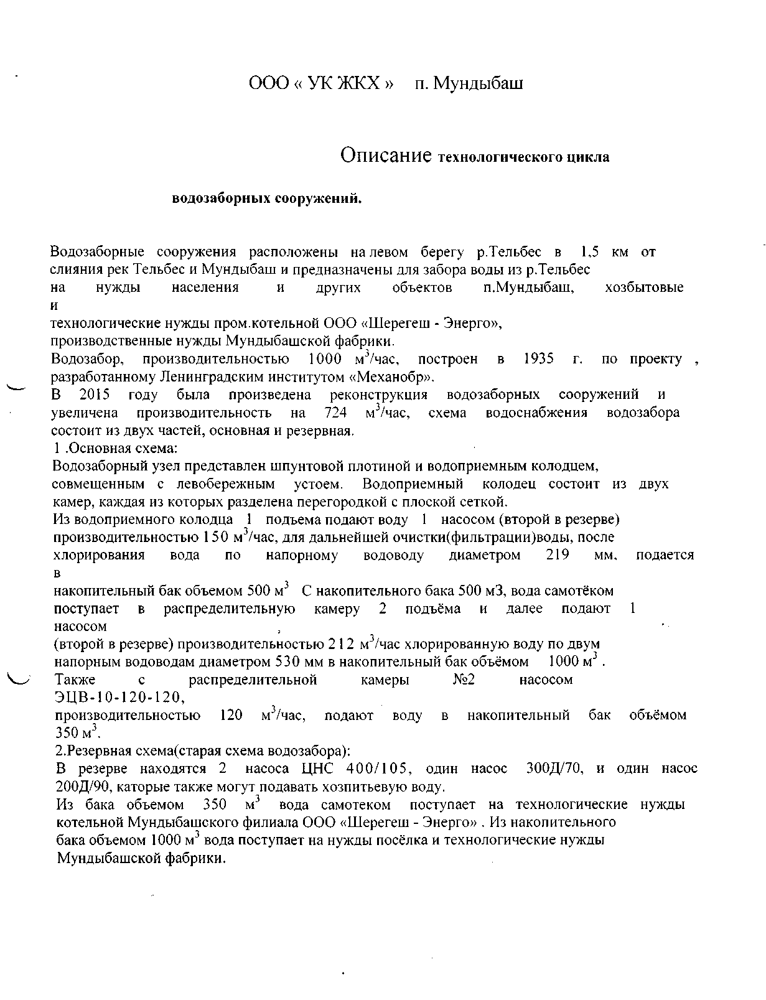 ООО « УК ЖКХ » п. Мундыбаш
Описание технологического цикла
водозаборных сооружений.
Водозаборные сооружения расположены на левом берегу р.Тельбес в 1,5 км от
слияния рек Тельбес и Мундыбаш и предназначены для забора воды из р.Тельбес
на нужды населения и других объектов п.Мундыбаш, хозбытовые
и
технологические нужды пром.котельной ООО «Шерегеш - Энерго»,
производственные нужды Мундыбашской фабрики.
Водозабор, производительностью 1000 м³/час, построен в 1935 г. по проекту ,
разработанному Ленинградским институтом «Механобр».
В 2015 году была произведена реконструкция водозаборных сооружений и
увеличена производительность на 724 м³/час, схема водоснабжения водозабора
состоит из двух частей, основная и резервная.
1 .Основная схема:
Водозаборный узел представлен шпунтовой плотиной и водоприемным колодцем,
совмещенным с левобережным устоем. Водоприемный колодец состоит из двух
камер, каждая из которых разделена перегородкой с плоской сеткой.
Из водоприемного колодца 1 подъема подают воду 1 насосом (второй в резерве)
производительностью 150 м³/час, для дальнейшей очистки(фильтрации)воды, после
хлорирования вода по напорному водоводу диаметром 219 мм. подается
в
накопительный бак объемом 500 м³ С накопительного бака 500 м3, вода самотёком
поступает в распределительную камеру 2 подъёма и далее подают 1
насосом
(второй в резерве) производительностью 212 м³/час хлорированную воду по двум
напорным водоводам диаметром 530 мм в накопительный бак объёмом 1000 м³ .
Также с распределительной камеры №2 насосом
ЭЦВ-10-120-120,
производительностью 120 м³/час, подают воду в накопительный бак объёмом
350 м³.
2.Резервная схема(старая схема водозабора):
В резерве находятся 2 насоса ЦНС 400/105, один насос 300Д/70, и один насос
200Д/90, каторые также могут подавать хозпитьевую воду.
Из бака объемом 350 м³ вода самотеком поступает на технологические нужды
котельной Мундыбашского филиала ООО «Шерегеш - Энерго» . Из накопительного
бака объемом 1000 м³ вода поступает на нужды посёлка и технологические нужды
Мундыбашской фабрики.